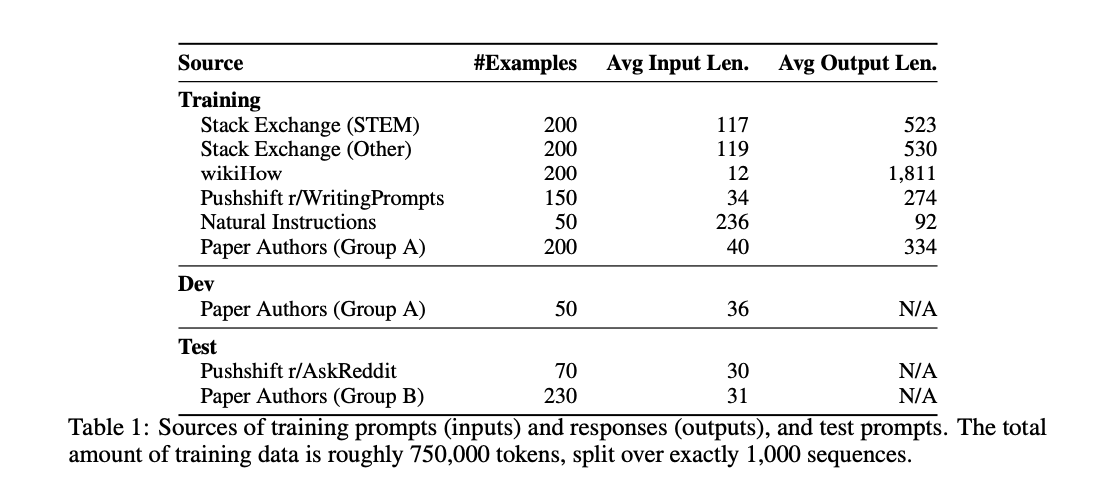 Source #Examples Avg Input Len. Avg Output Len.
Training
Stack Exchange (STEM) 200 117 523
Stack Exchange (Other) 200 119 530
wikiHow 200 12 1,811
Pushshift r/WritingPrompts 150 34 274
Natural Instructions 50 236 92
Paper Authors (Group A) 200 40 334
Dev
Paper Authors (Group A) 50 36 N/A
Test
Pushshift r/AskReddit 70 30 N/A
Paper Authors (Group B) 230 31 N/A
Table 1: Sources of training prompts (inputs) and responses (outputs), and test prompts. The total
amount of training data is roughly 750,000 tokens, split over exactly 1,000 sequences.